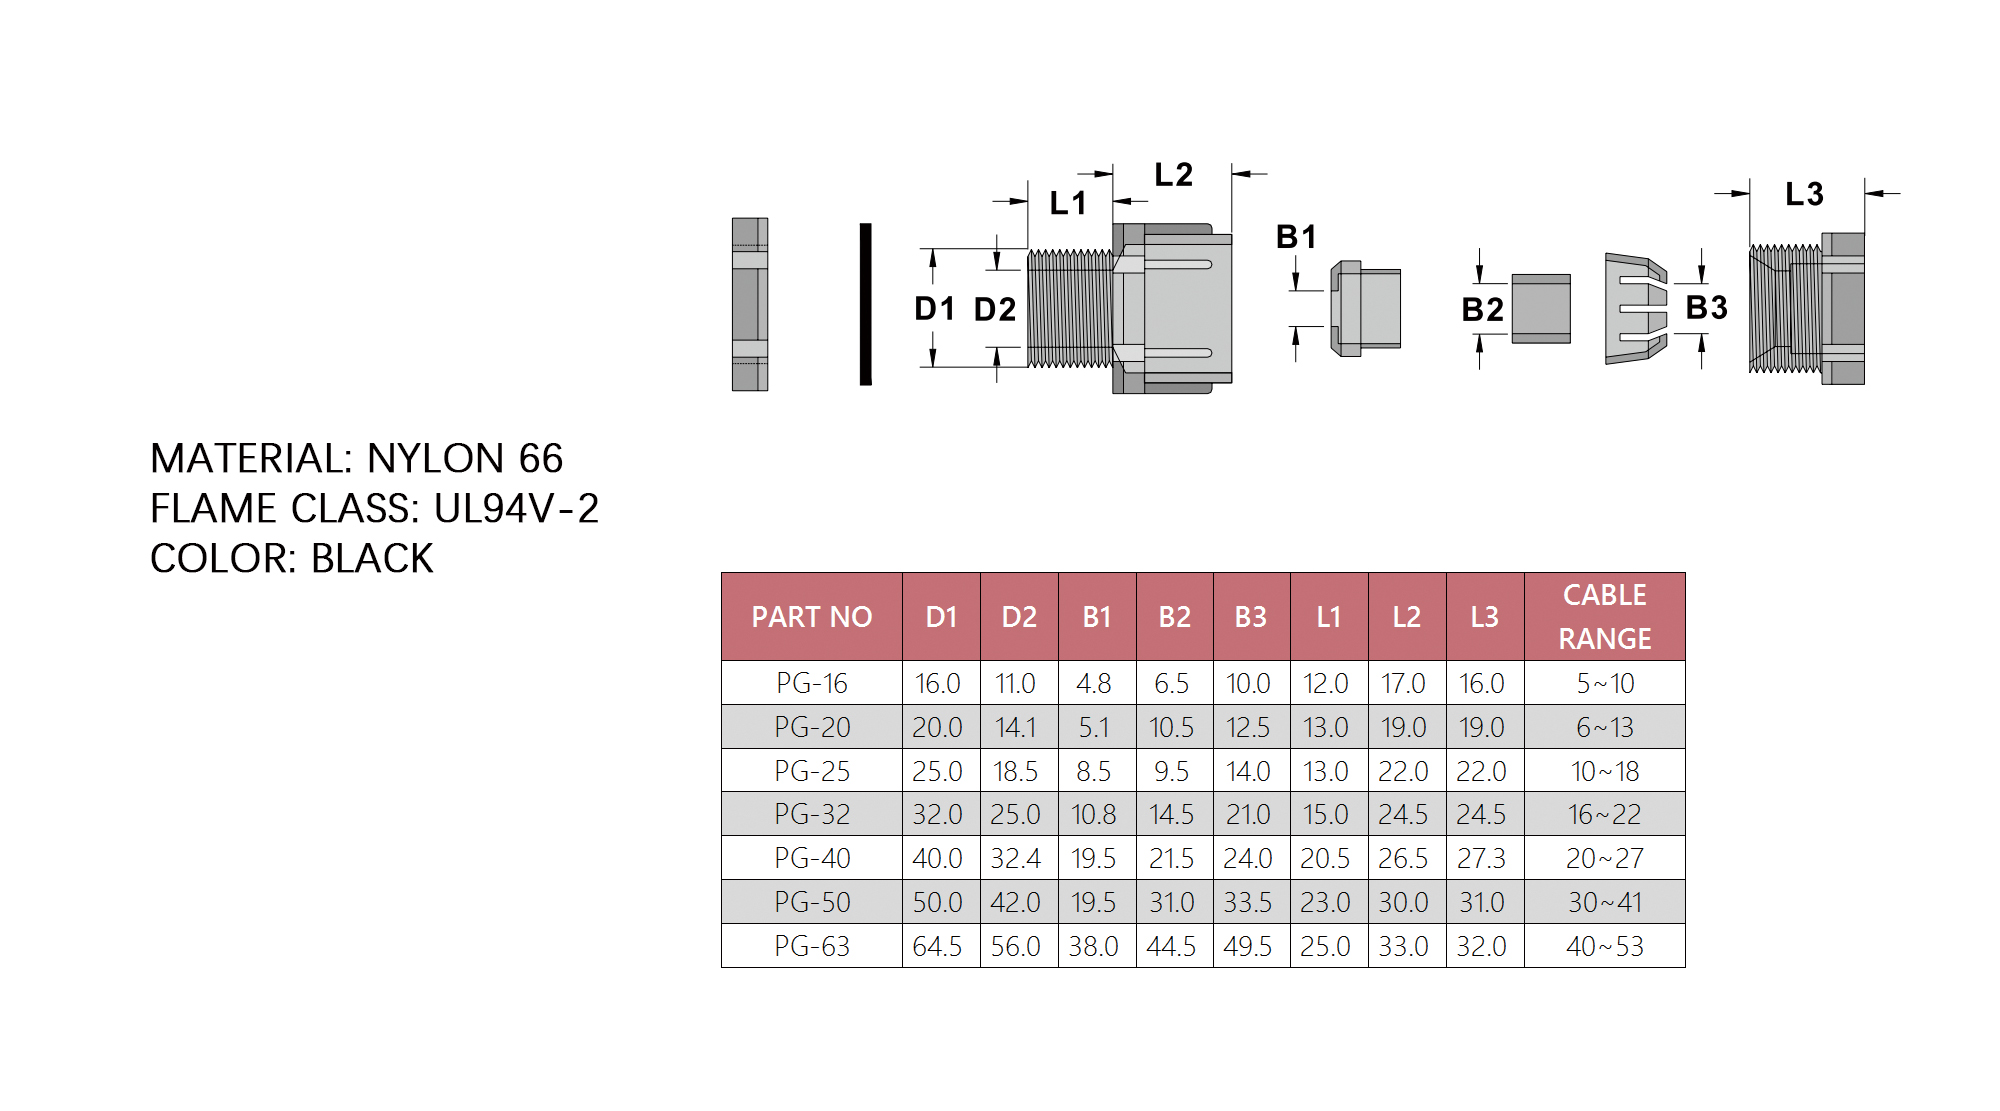 L2
L1
L3
B1
D1 D2
B2
B3
MATERIAL: NYLON 66
FLAME CLASS: UL94V-2
COLOR: BLACK
PART NO D1 D2 B1 B2 B3 L1 L2 L3 CABLE RANGE
PG-16 16.0 11.0 4.8 6.5 10.0 12.0 17.0 16.0 5~10
PG-20 20.0 14.1 5.1 10.5 12.5 13.0 19.0 19.0 6~13
PG-25 25.0 18.5 8.5 9.5 14.0 13.0 22.0 22.0 10~18
PG-32 32.0 25.0 10.8 14.5 21.0 15.0 24.5 24.5 16~22
PG-40 40.0 32.4 19.5 21.5 24.0 20.5 26.5 27.3 20~27
PG-50 50.0 42.0 19.5 31.0 33.5 23.0 30.0 31.0 30~41
PG-63 64.5 56.0 38.0 44.5 49.5 25.0 33.0 32.0 40~53